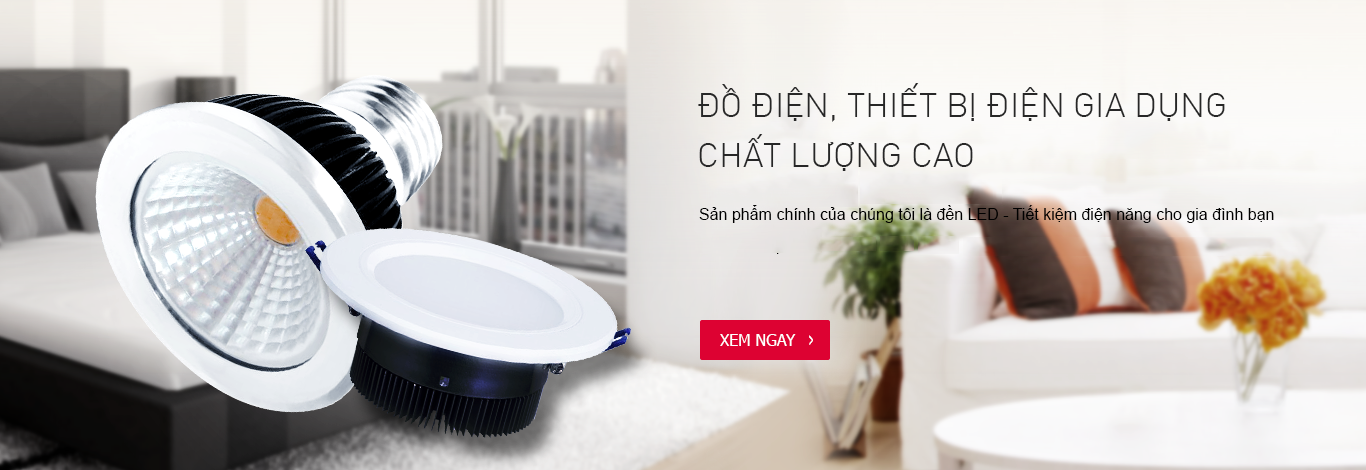 ĐỒ ĐIỆN, THIẾT BỊ ĐIỆN GIA DỤNG
CHẤT LƯỢNG CAO
Sản phẩm chính của chúng tôi là đền LED - Tiết kiệm điện năng cho gia đình bạn
.
XEM NGAY ›